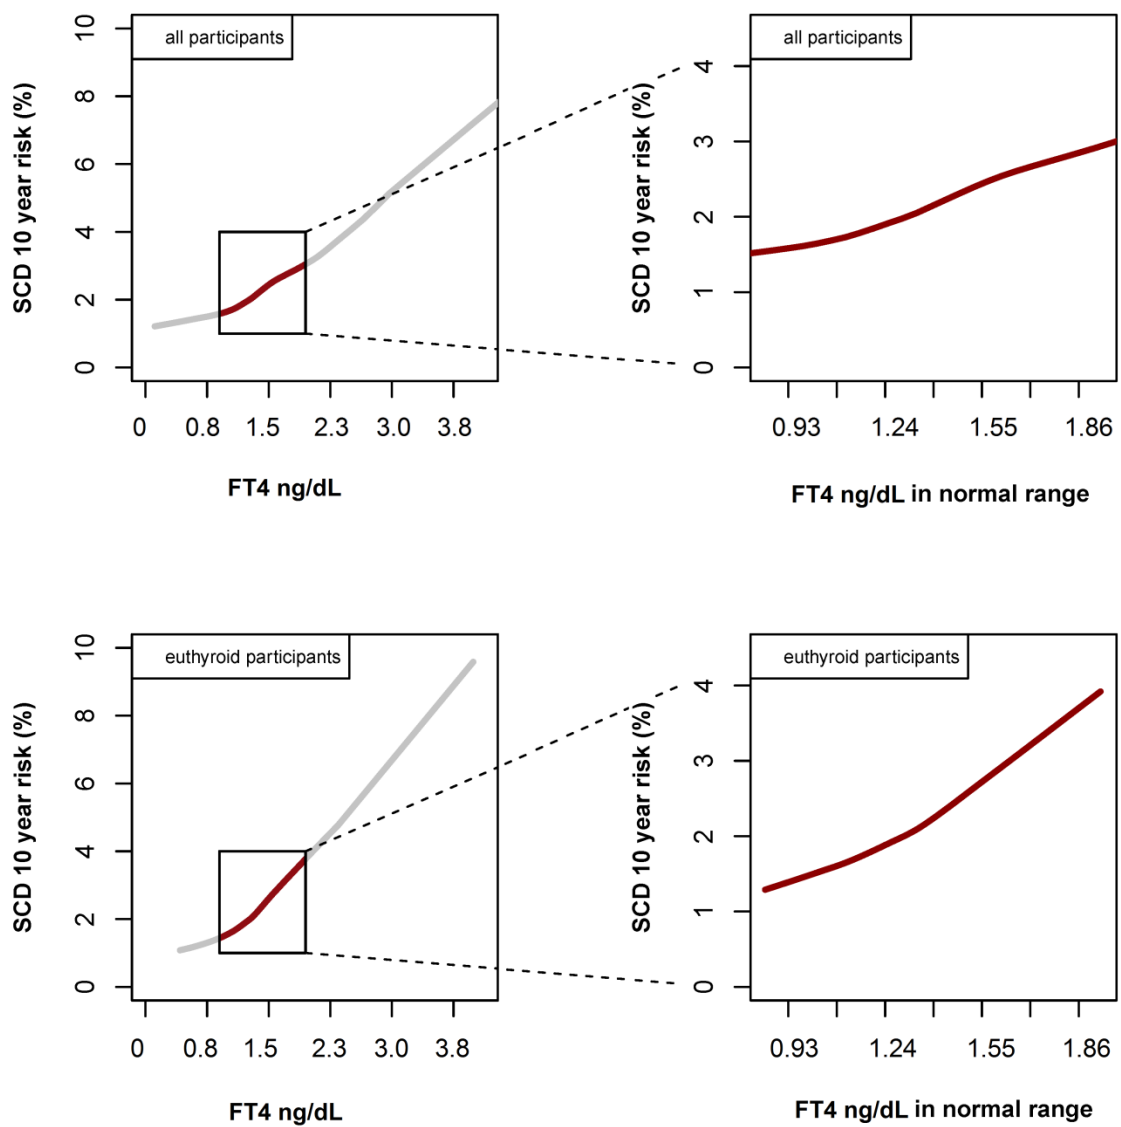 all participants
SCD 10 year risk (%)
10
8
6
4
2
0
0 0.8 1.5 2.3 3.0 3.8
FT4 ng/dL
all participants
SCD 10 year risk (%)
4
3
2
1
0
0.93 1.24 1.55 1.86
FT4 ng/dL in normal range
euthyroid participants
SCD 10 year risk (%)
10
8
6
4
2
0
0 0.8 1.5 2.3 3.0 3.8
FT4 ng/dL
euthyroid participants
SCD 10 year risk (%)
4
3
2
1
0
0.93 1.24 1.55 1.86
FT4 ng/dL in normal range